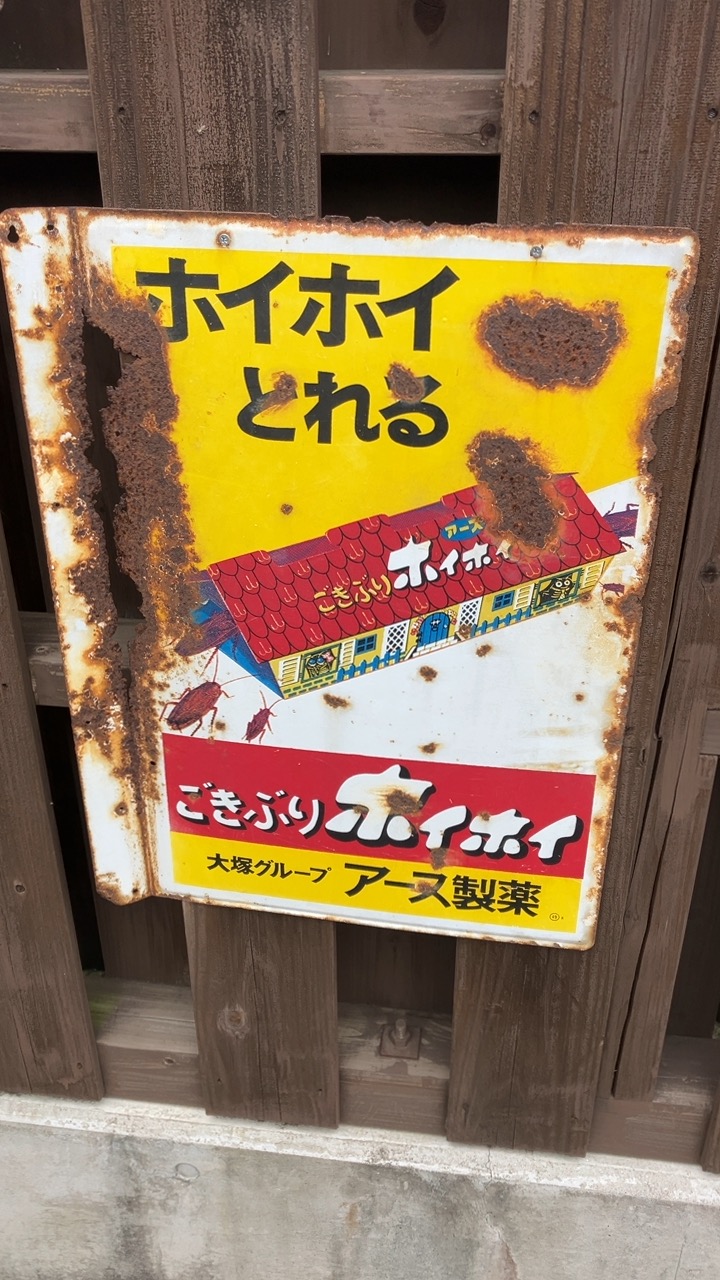 ホイホイ
とれる
アース
ごきぶりホイホイ
ごきぶりホイホイ
大塚グループ アース製薬